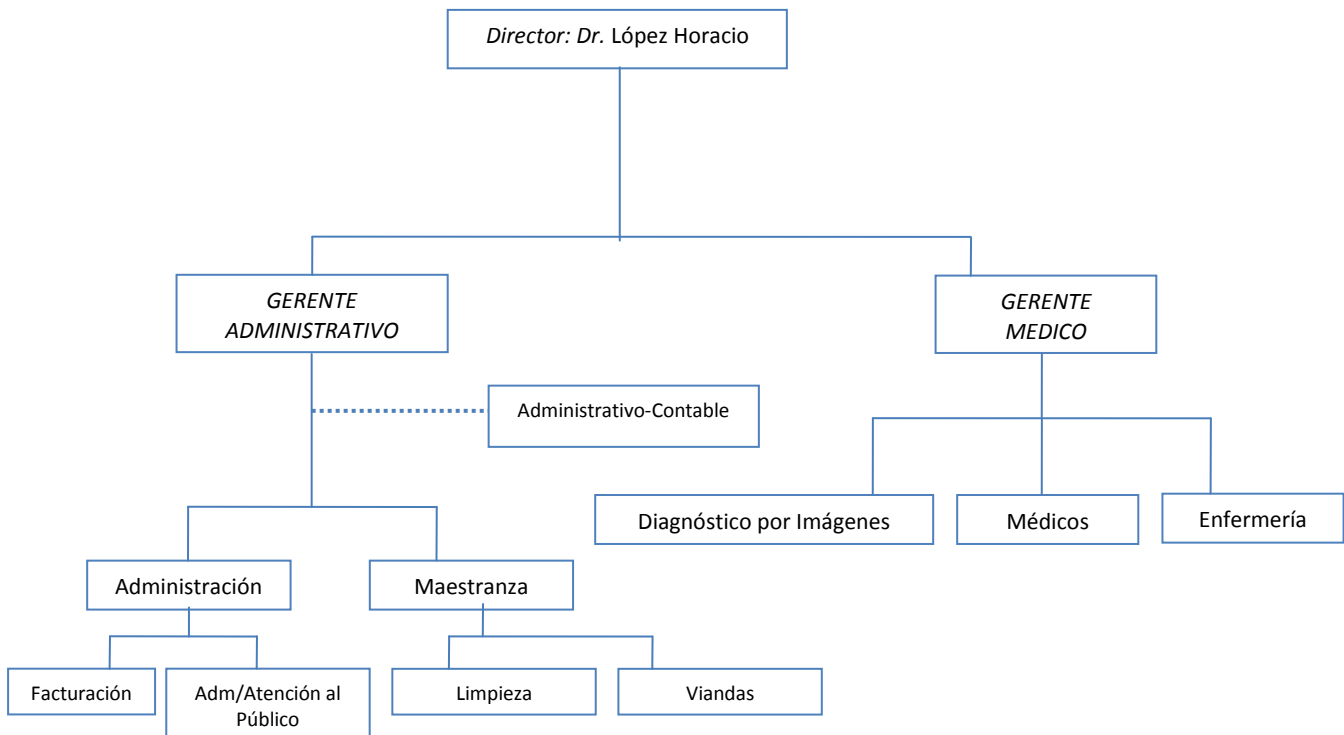 Director: Dr. López Horacio
GERENTE
ADMINISTRATIVO
GERENTE
MEDICO
Administrativo-Contable
Diagnóstico por Imágenes
Médicos
Enfermería
Administración
Maestranza
Facturación
Adm/Atención al
Público
Limpieza
Viandas